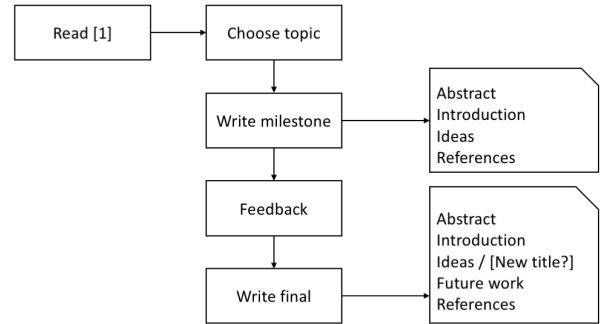 Read [1]
Choose topic
Write milestone
Abstract
Introduction
Ideas
References
Feedback
Write final
Abstract
Introduction
Ideas / [New title?]
Future work
References